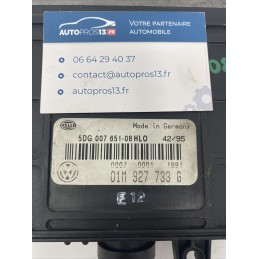 AUTOPROS13.FR
VOTRE PARTENAIRE
AUTOMOBILE
06 64 29 40 37
contact@autopros13.fr
autopros13.fr
HELLA
Made in Germany
5DG 007 651-08 HLO 42/95
0007 0001 1891
01M 927 733 G
E 12